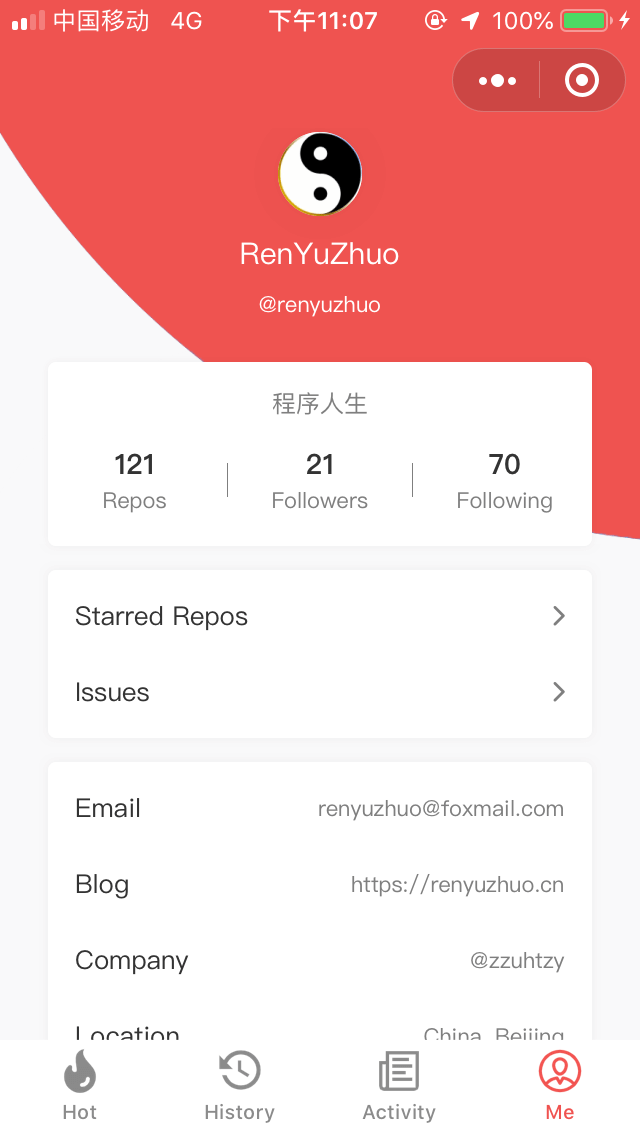 中国移动 4G 下午11:07 100%
RenYuZhuo
@renyuzhuo
程序人生
121 21 70
Repos Followers Following
Starred Repos
Issues
Email renyuzhuo@foxmail.com
Blog https://renyuzhuo.cn
Company @zzuhtzy
Location China, Beijing
Hot History Activity Me